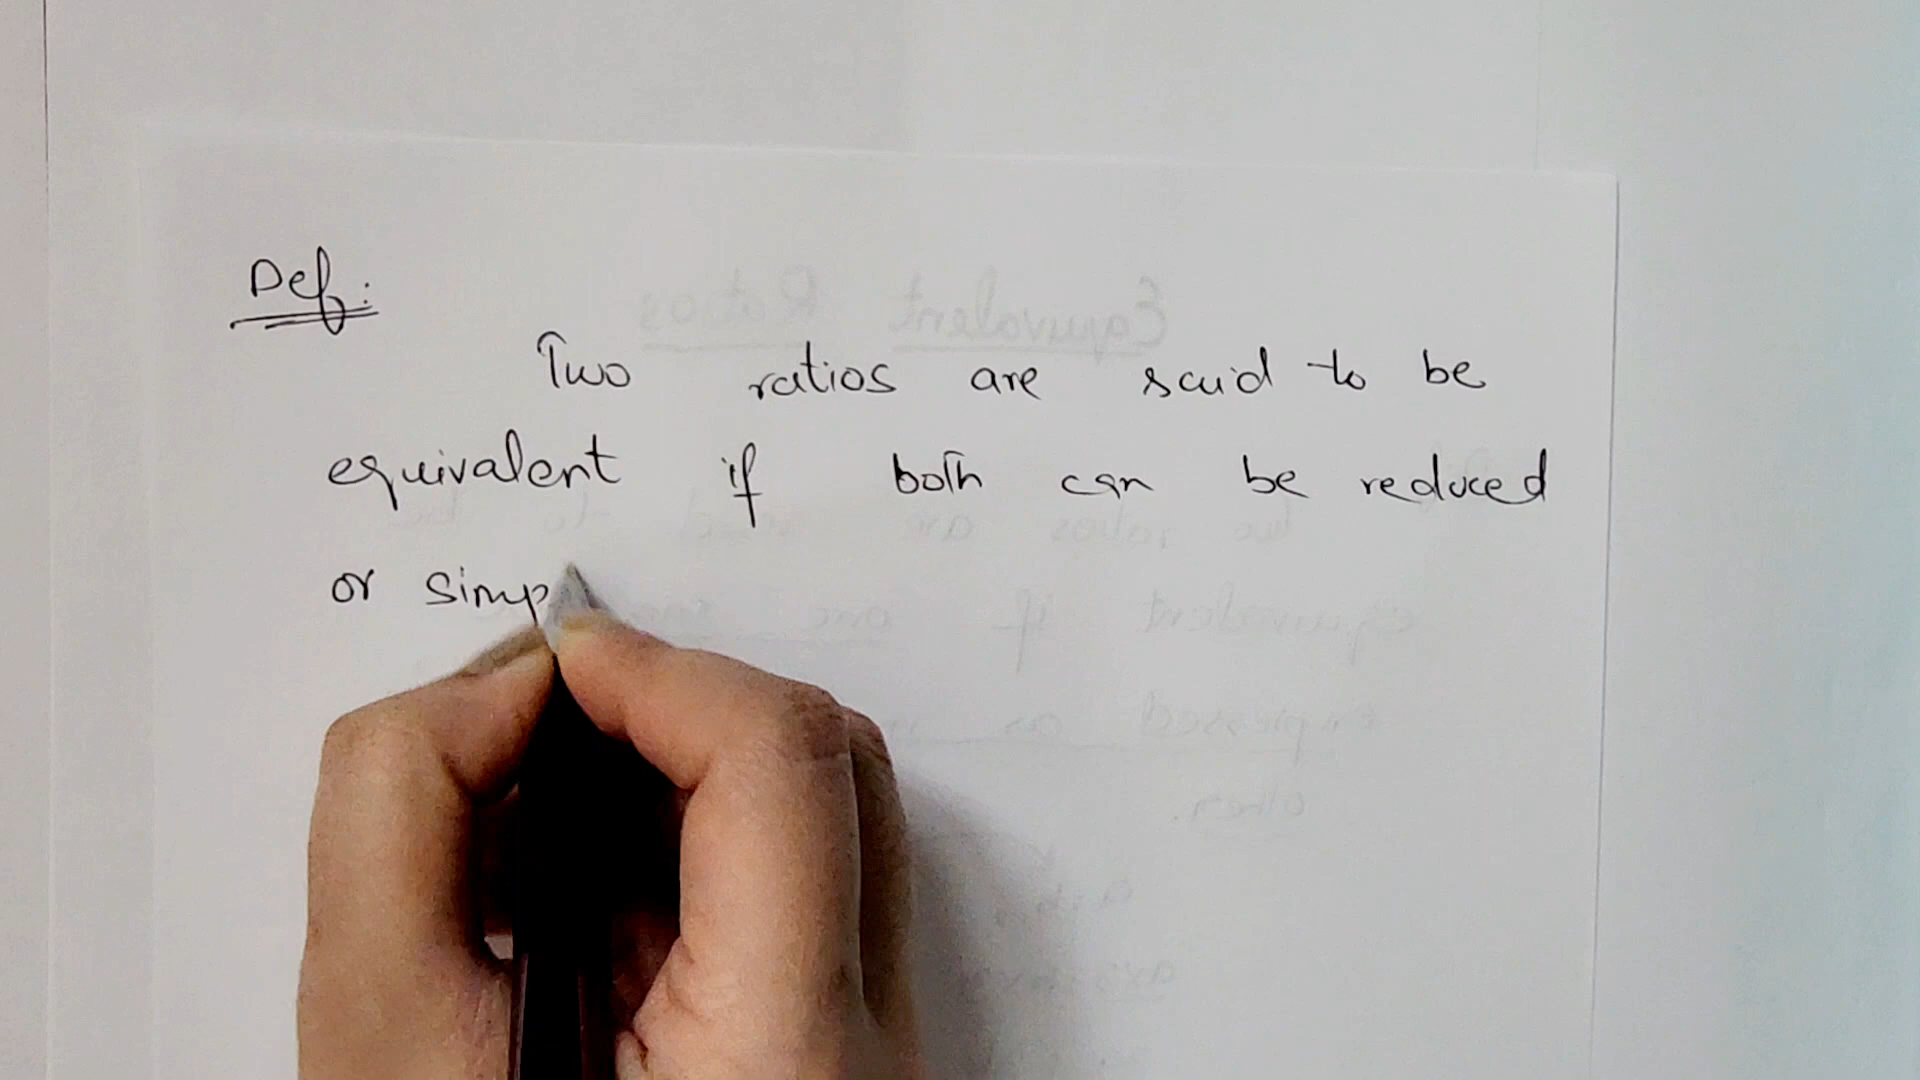 Def:
Two ratios are said to be
equivalent if both can be reduced
or simp